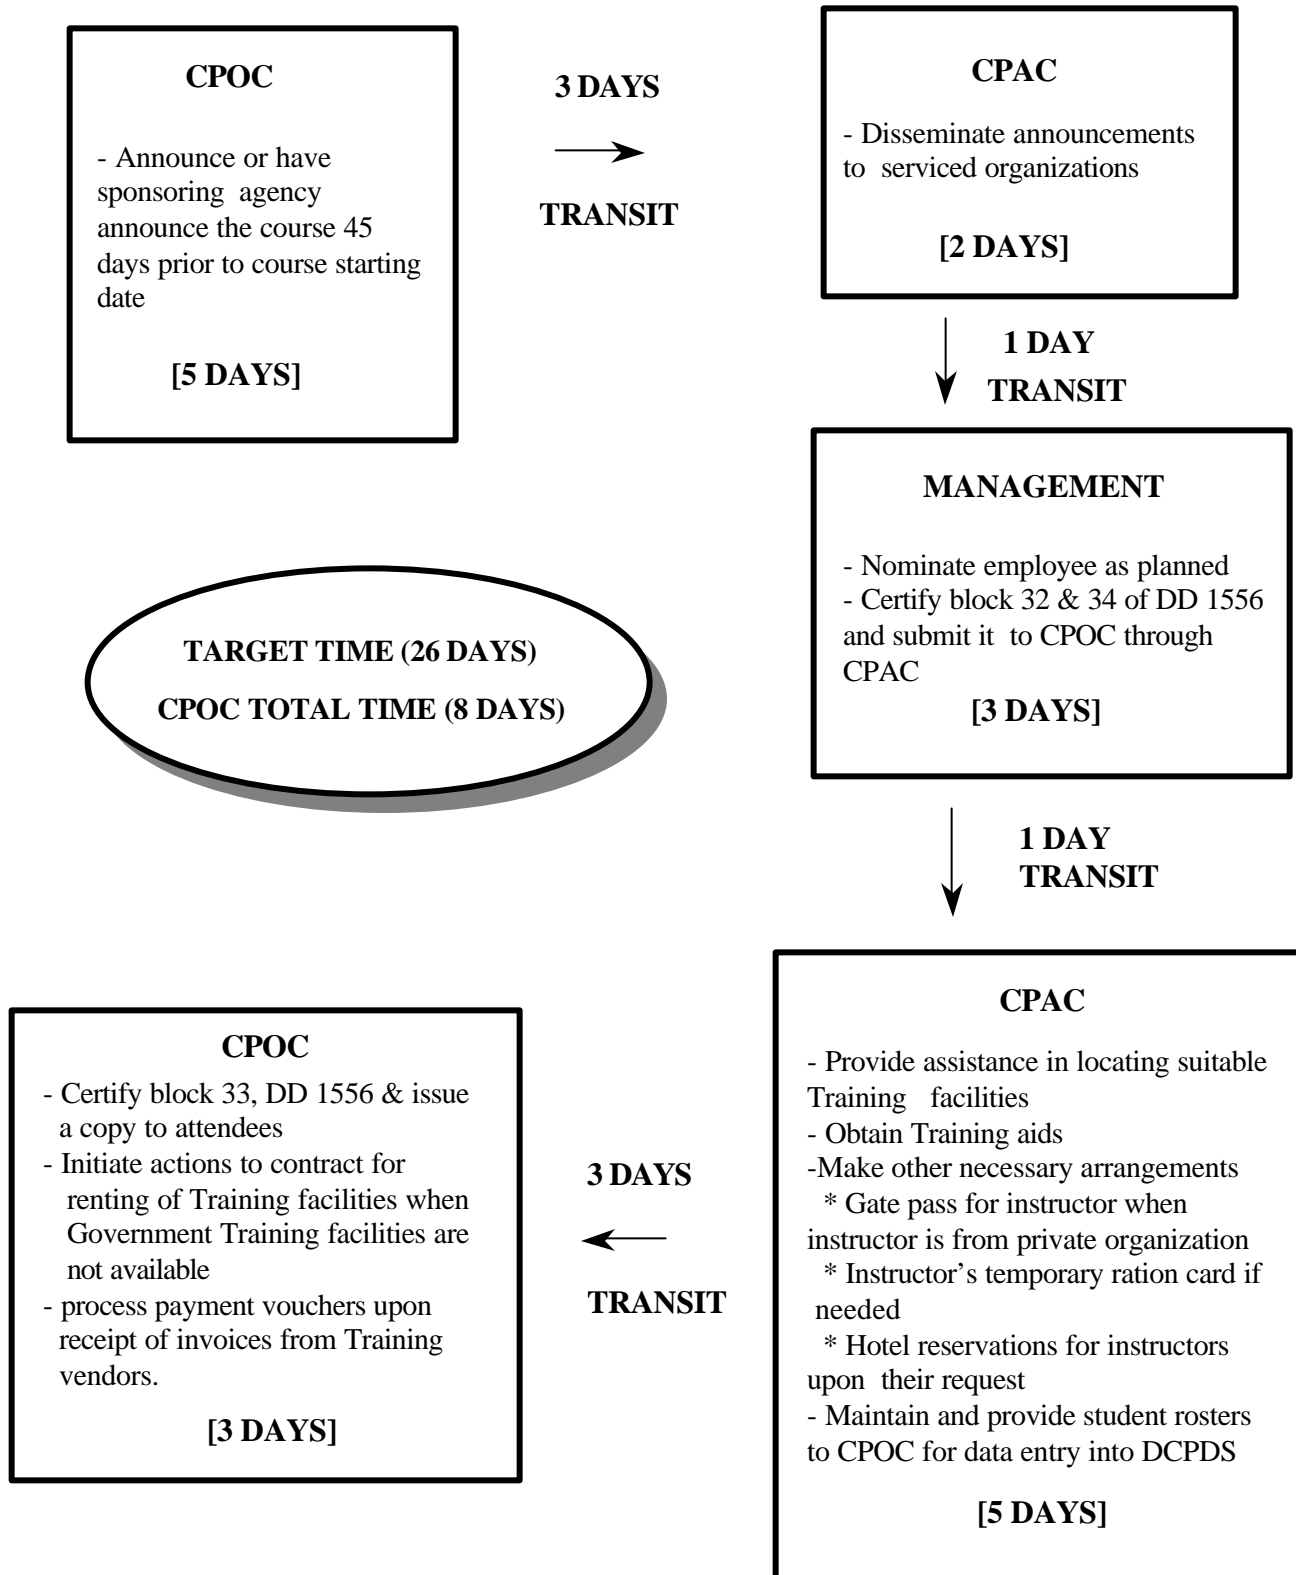 CPOC
- Announce or have
sponsoring agency
announce the course 45
days prior to course starting
date
[5 DAYS]
3 DAYS
TRANSIT
CPAC
- Disseminate announcements
to serviced organizations
[2 DAYS]
1 DAY
TRANSIT
MANAGEMENT
- Nominate employee as planned
- Certify block 32 & 34 of DD 1556
and submit it to CPOC through
CPAC
[3 DAYS]
TARGET TIME (26 DAYS)
CPOC TOTAL TIME (8 DAYS)
1 DAY
TRANSIT
CPAC
- Provide assistance in locating suitable
Training facilities
- Obtain Training aids
-Make other necessary arrangements
* Gate pass for instructor when
instructor is from private organization
* Instructor’s temporary ration card if
needed
* Hotel reservations for instructors
upon their request
- Maintain and provide student rosters
to CPOC for data entry into DCPDS
[5 DAYS]
3 DAYS
TRANSIT
CPOC
- Certify block 33, DD 1556 & issue
a copy to attendees
- Initiate actions to contract for
renting of Training facilities when
Government Training facilities are
not available
- process payment vouchers upon
receipt of invoices from Training
vendors.
[3 DAYS]